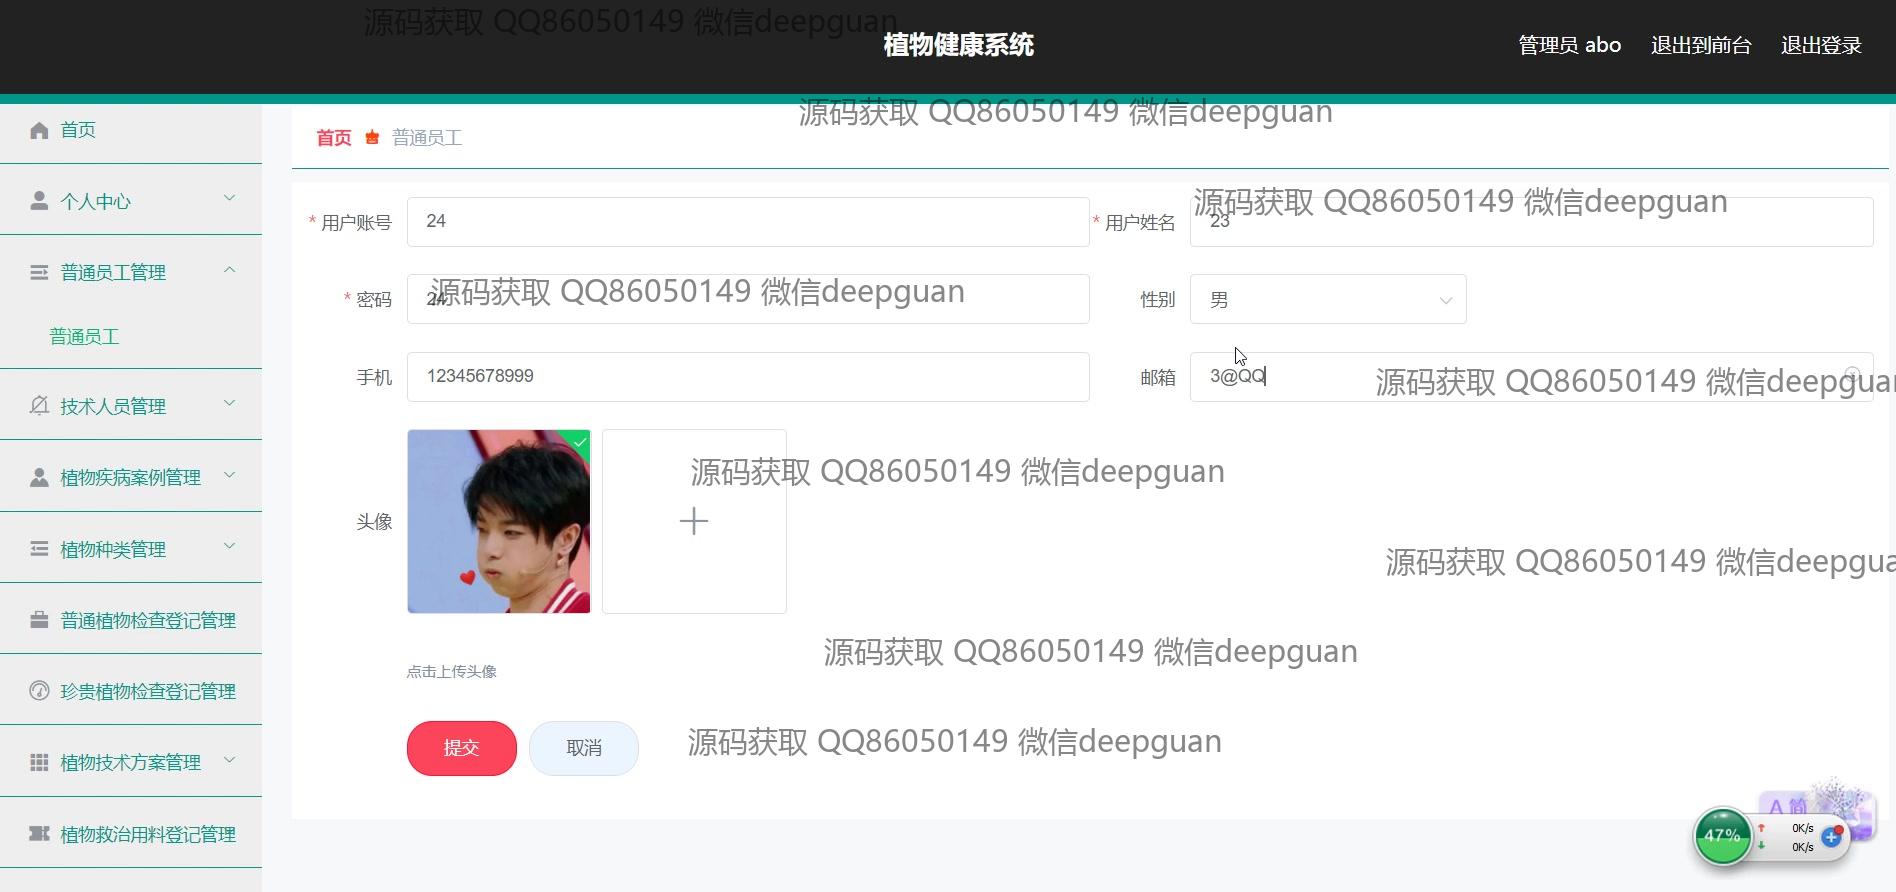 源码获取 QQ86050149 微信deepguan
植物健康系统
管理员 abo
退出到前台
退出登录
源码获取 QQ86050149 微信deepguan
首页
首页
普通员工
个人中心
源码获取 QQ86050149 微信deepguan
* 用户账号
24
* 用户姓名
23
普通员工管理
* 密码
24
源码获取 QQ86050149 微信deepguan
性别
男
普通员工
手机
12345678999
邮箱
3@QQ
源码获取 QQ86050149 微信deepguan
技术人员管理
植物疾病案例管理
源码获取 QQ86050149 微信deepguan
头像
植物种类管理
源码获取 QQ86050149 微信deepgua
普通植物检查登记管理
源码获取 QQ86050149 微信deepguan
点击上传头像
珍贵植物检查登记管理
提交
取消
源码获取 QQ86050149 微信deepguan
植物技术方案管理
A 简
植物救治用料登记管理
47%
0K/s
0K/s